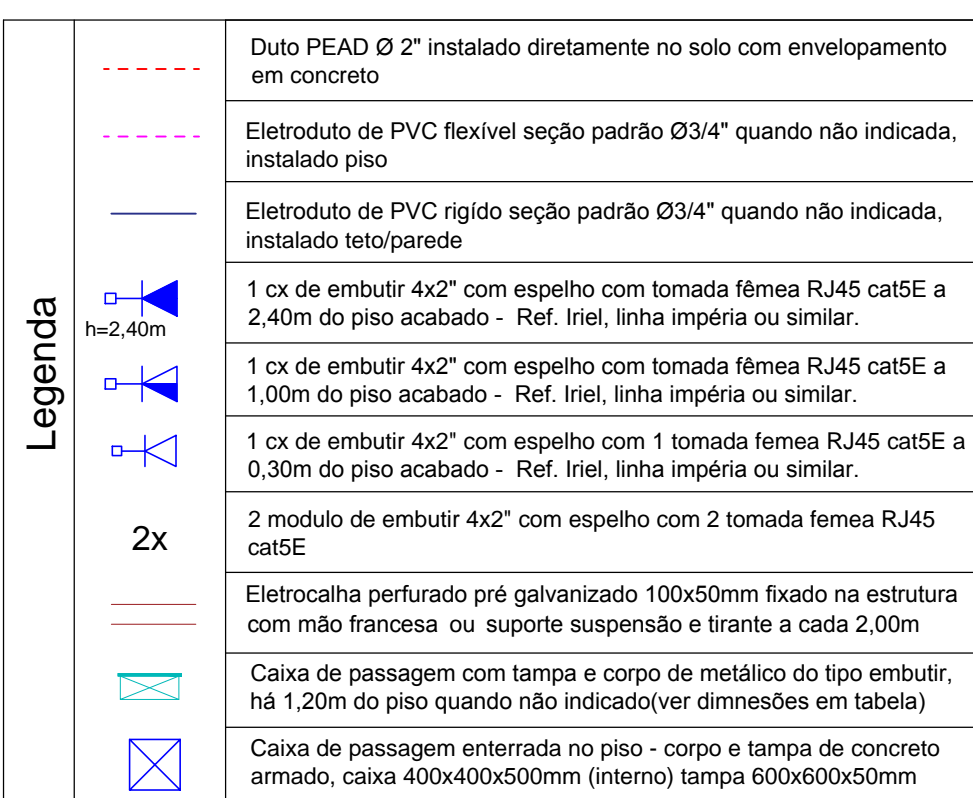 Legenda
Duto PEAD Ø 2" instalado diretamente no solo com envelopamento
em concreto
Eletroduto de PVC flexível seção padrão Ø3/4" quando não indicada,
instalado piso
Eletroduto de PVC rigído seção padrão Ø3/4" quando não indicada,
instalado teto/parede
h=2,40m
1 cx de embutir 4x2" com espelho com tomada fêmea RJ45 cat5E a
2,40m do piso acabado - Ref. Iriel, linha impéria ou similar.
1 cx de embutir 4x2" com espelho com tomada fêmea RJ45 cat5E a
1,00m do piso acabado - Ref. Iriel, linha impéria ou similar.
1 cx de embutir 4x2" com espelho com 1 tomada femea RJ45 cat5E a
0,30m do piso acabado - Ref. Iriel, linha impéria ou similar.
2x
2 modulo de embutir 4x2" com espelho com 2 tomada femea RJ45
cat5E
Eletrocalha perfurado pré galvanizado 100x50mm fixado na estrutura
com mão francesa ou suporte suspensão e tirante a cada 2,00m
Caixa de passagem com tampa e corpo de metálico do tipo embutir,
há 1,20m do piso quando não indicado(ver dimnesões em tabela)
Caixa de passagem enterrada no piso - corpo e tampa de concreto
armado, caixa 400x400x500mm (interno) tampa 600x600x50mm